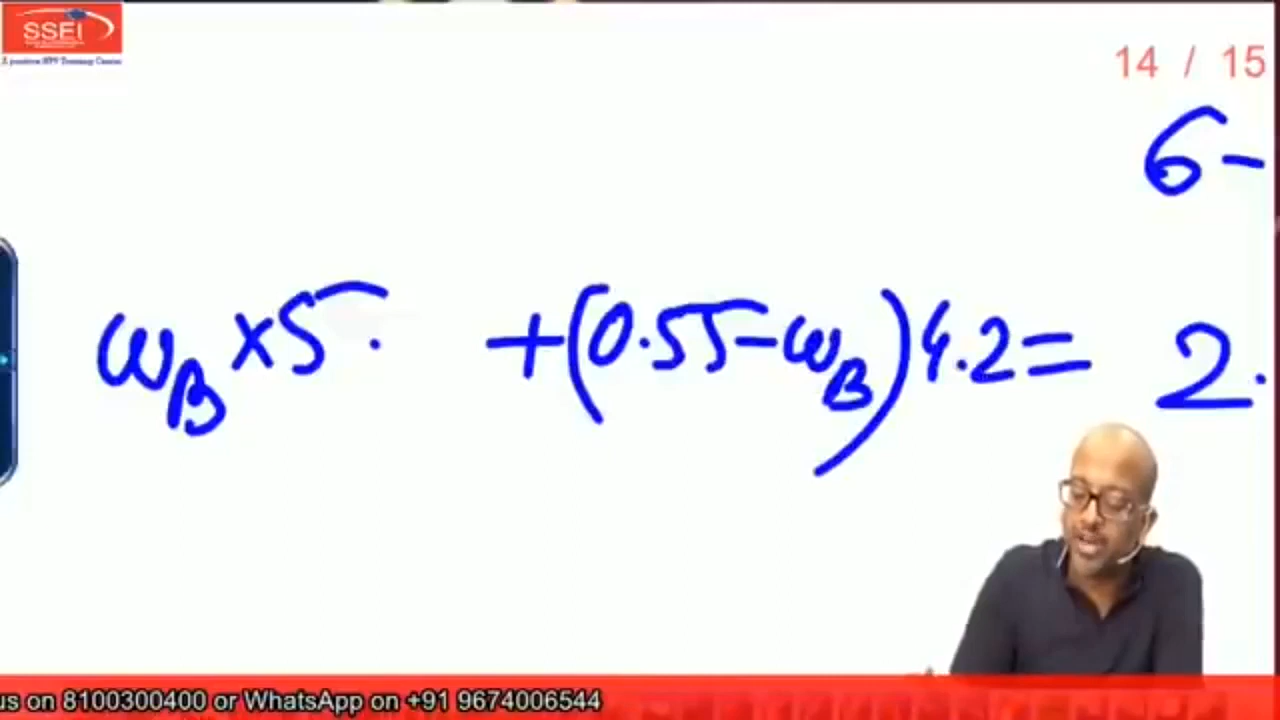 SSEI
14 / 15
6 -
ω_B × 5. + (0.55 - ω_B) 4.2 = 2.
us on 8100300400 or WhatsApp on +91 9674006544